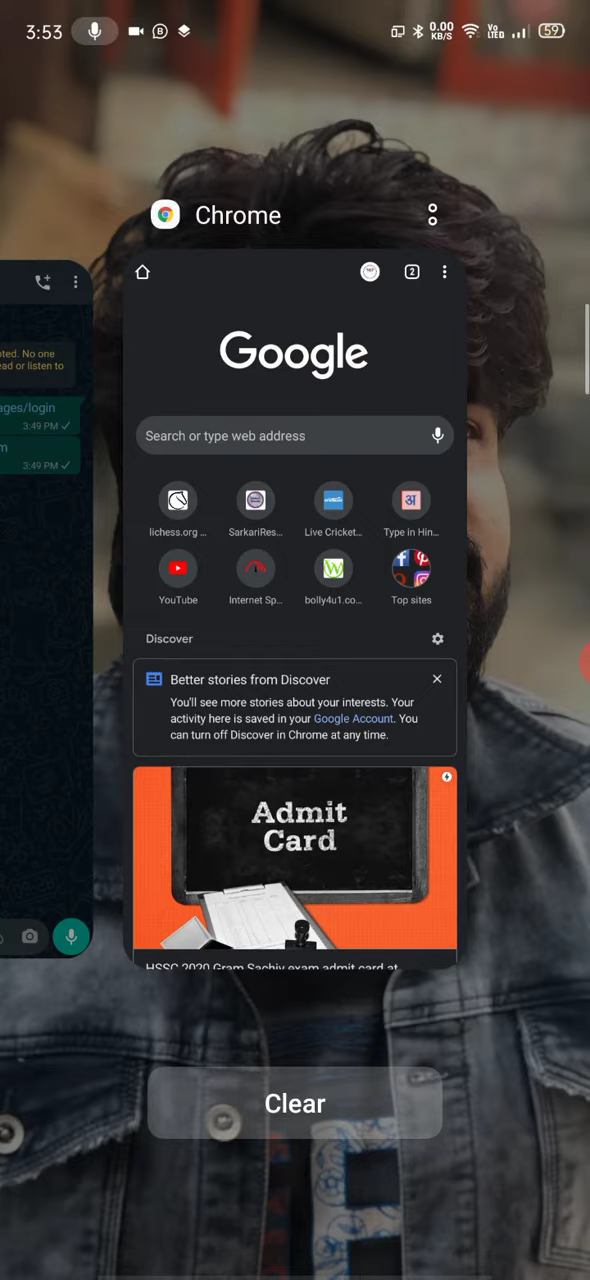 3:53
0.00
KB/S
Vo
LTED
59
Chrome
2
Google
Search or type web address
lichess.org ...
SarkariRes...
Live Cricket...
Type in Hin...
अ
YouTube
Internet Sp...
bolly4u1.co...
Top sites
Discover
Better stories from Discover
You'll see more stories about your interests. Your
activity here is saved in your Google Account. You
can turn off Discover in Chrome at any time.
Admit
Card
HSSC 2020 Gram Sachiv exam admit card at
pted. No one
ead or listen to
ages/login
3:49 PM
m
3:49 PM
Clear